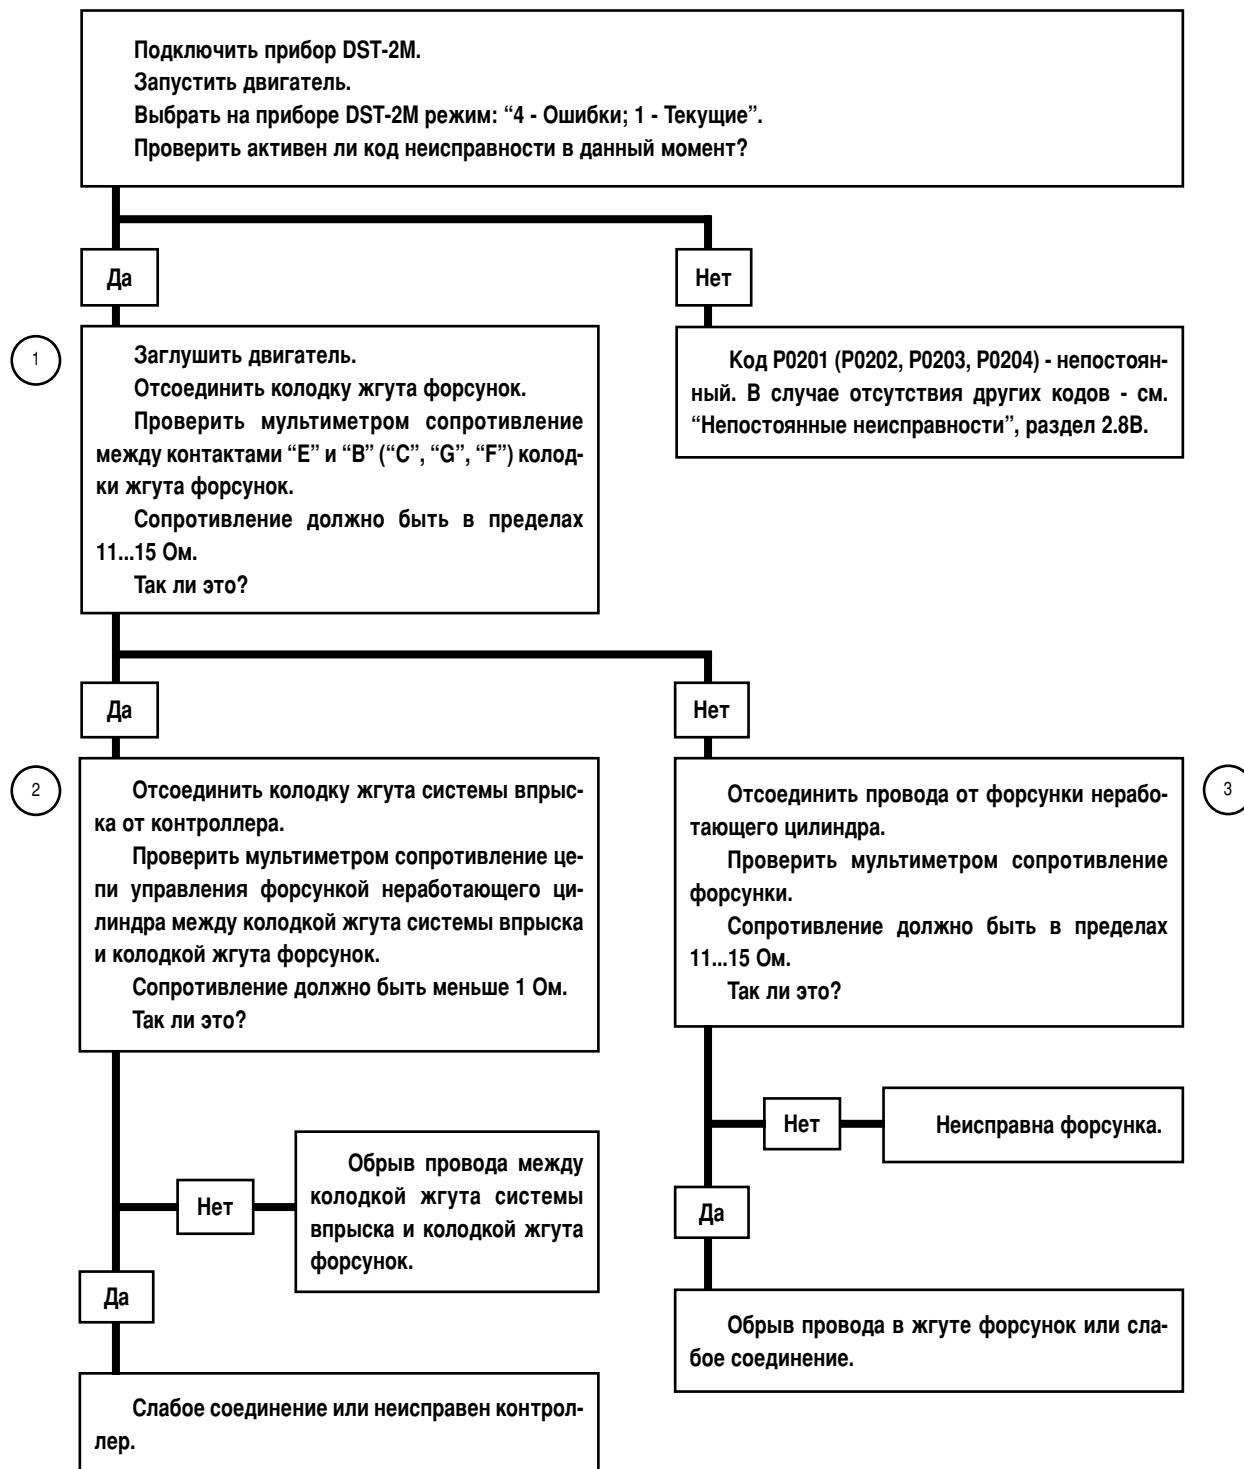 Подключить прибор DST-2M.
Запустить двигатель.
Выбрать на приборе DST-2M режим: “4 - Ошибки; 1 - Текущие”.
Проверить активен ли код неисправности в данный момент?
Да
Нет
1
Заглушить двигатель.
Отсоединить колодку жгута форсунок.
Проверить мультиметром сопротивление
между контактами “E” и “B” (“C”, “G”, “F”) колод-
ки жгута форсунок.
Сопротивление должно быть в пределах
11...15 Ом.
Так ли это?
Код P0201 (P0202, P0203, P0204) - непостоян-
ный. В случае отсутствия других кодов - см.
“Непостоянные неисправности”, раздел 2.8В.
Да
Нет
2
Отсоединить колодку жгута системы впрыс-
ка от контроллера.
Проверить мультиметром сопротивление це-
пи управления форсункой неработающего ци-
линдра между колодкой жгута системы впрыска
и колодкой жгута форсунок.
Сопротивление должно быть меньше 1 Ом.
Так ли это?
3
Отсоединить провода от форсунки нерабо-
тающего цилиндра.
Проверить мультиметром сопротивление
форсунки.
Сопротивление должно быть в пределах
11...15 Ом.
Так ли это?
Нет
Неисправна форсунка.
Нет
Обрыв провода между
колодкой жгута системы
впрыска и колодкой жгута
форсунок.
Да
Да
Обрыв провода в жгуте форсунок или сла-
бое соединение.
Слабое соединение или неисправен контрол-
лер.